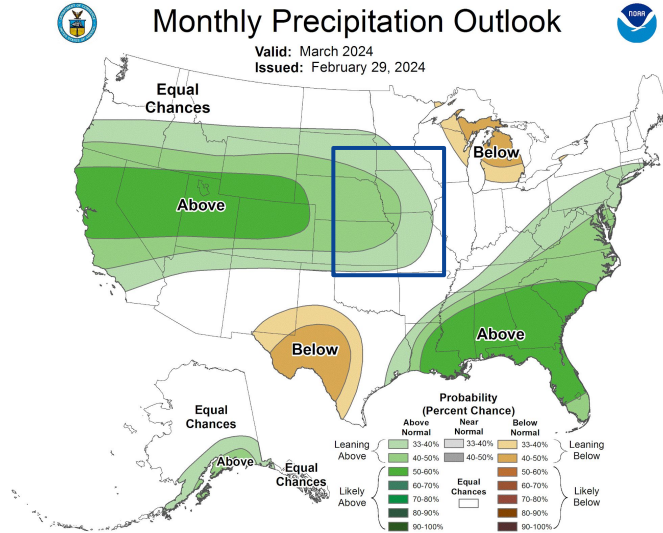 Monthly Precipitation Outlook
Valid: March 2024
Issued: February 29, 2024
NOAA
Equal
Chances
Above
Below
Below
Above
Equal
Chances
Above
Equal
Chances
Probability
(Percent Chance)
Above
Normal
Near
Normal
Below
Normal
Leaning
Above
33-40%
40-50%
33-40%
40-50%
33-40%
40-50%
Leaning
Below
Likely
Above
50-60%
60-70%
70-80%
80-90%
90-100%
Equal
Chances
50-60%
60-70%
70-80%
80-90%
90-100%
Likely
Below